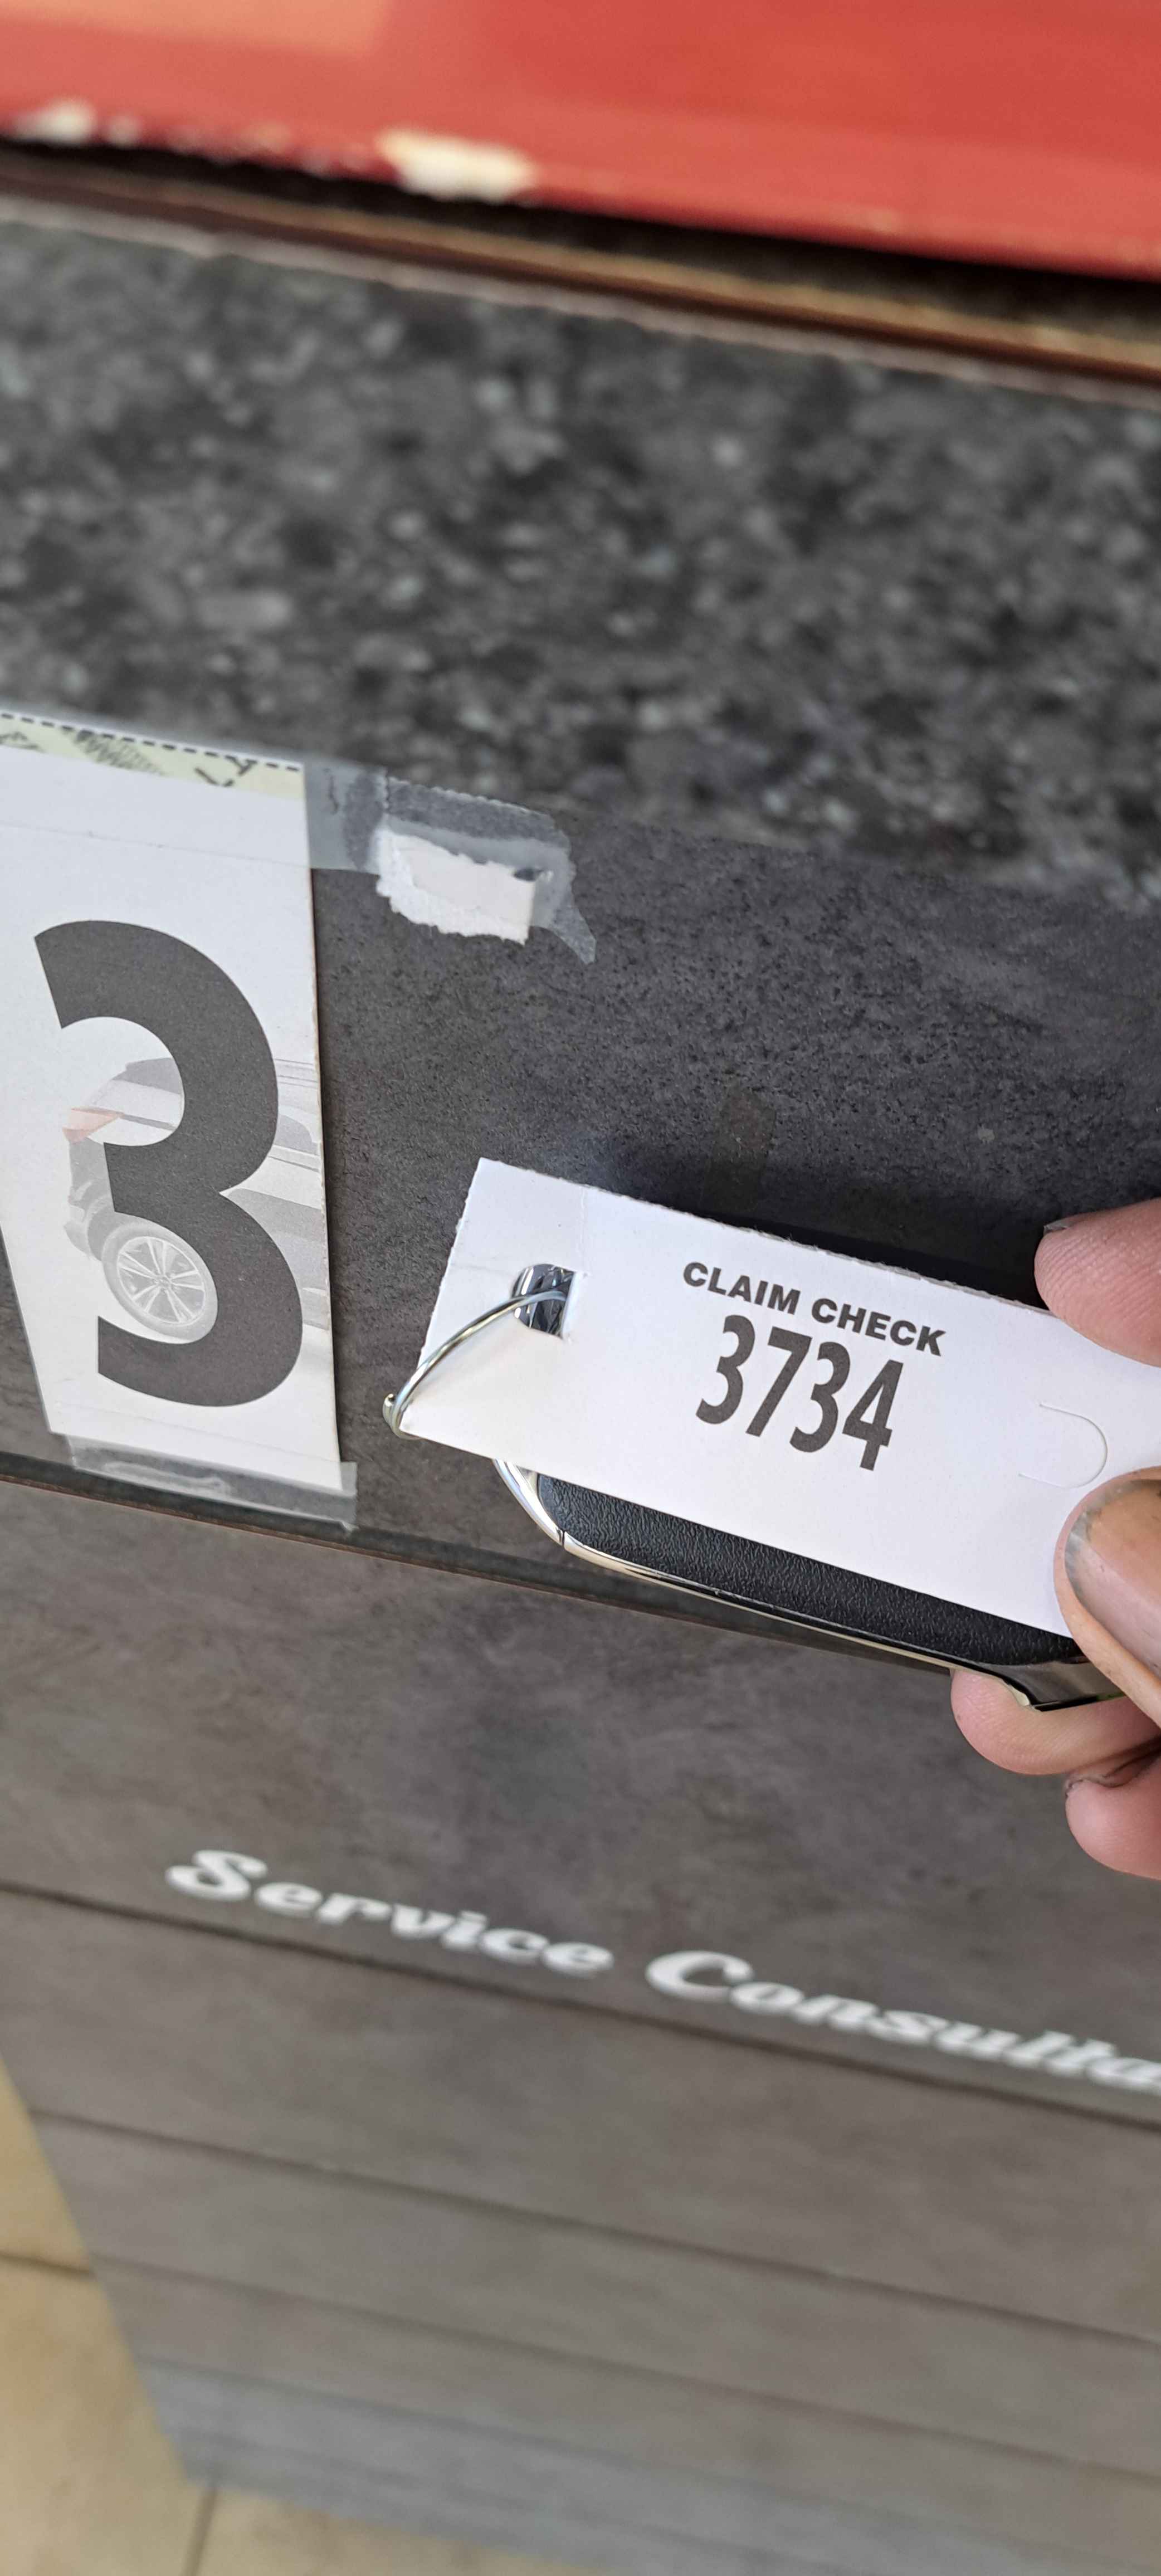 3
CLAIM CHECK
3734
Service